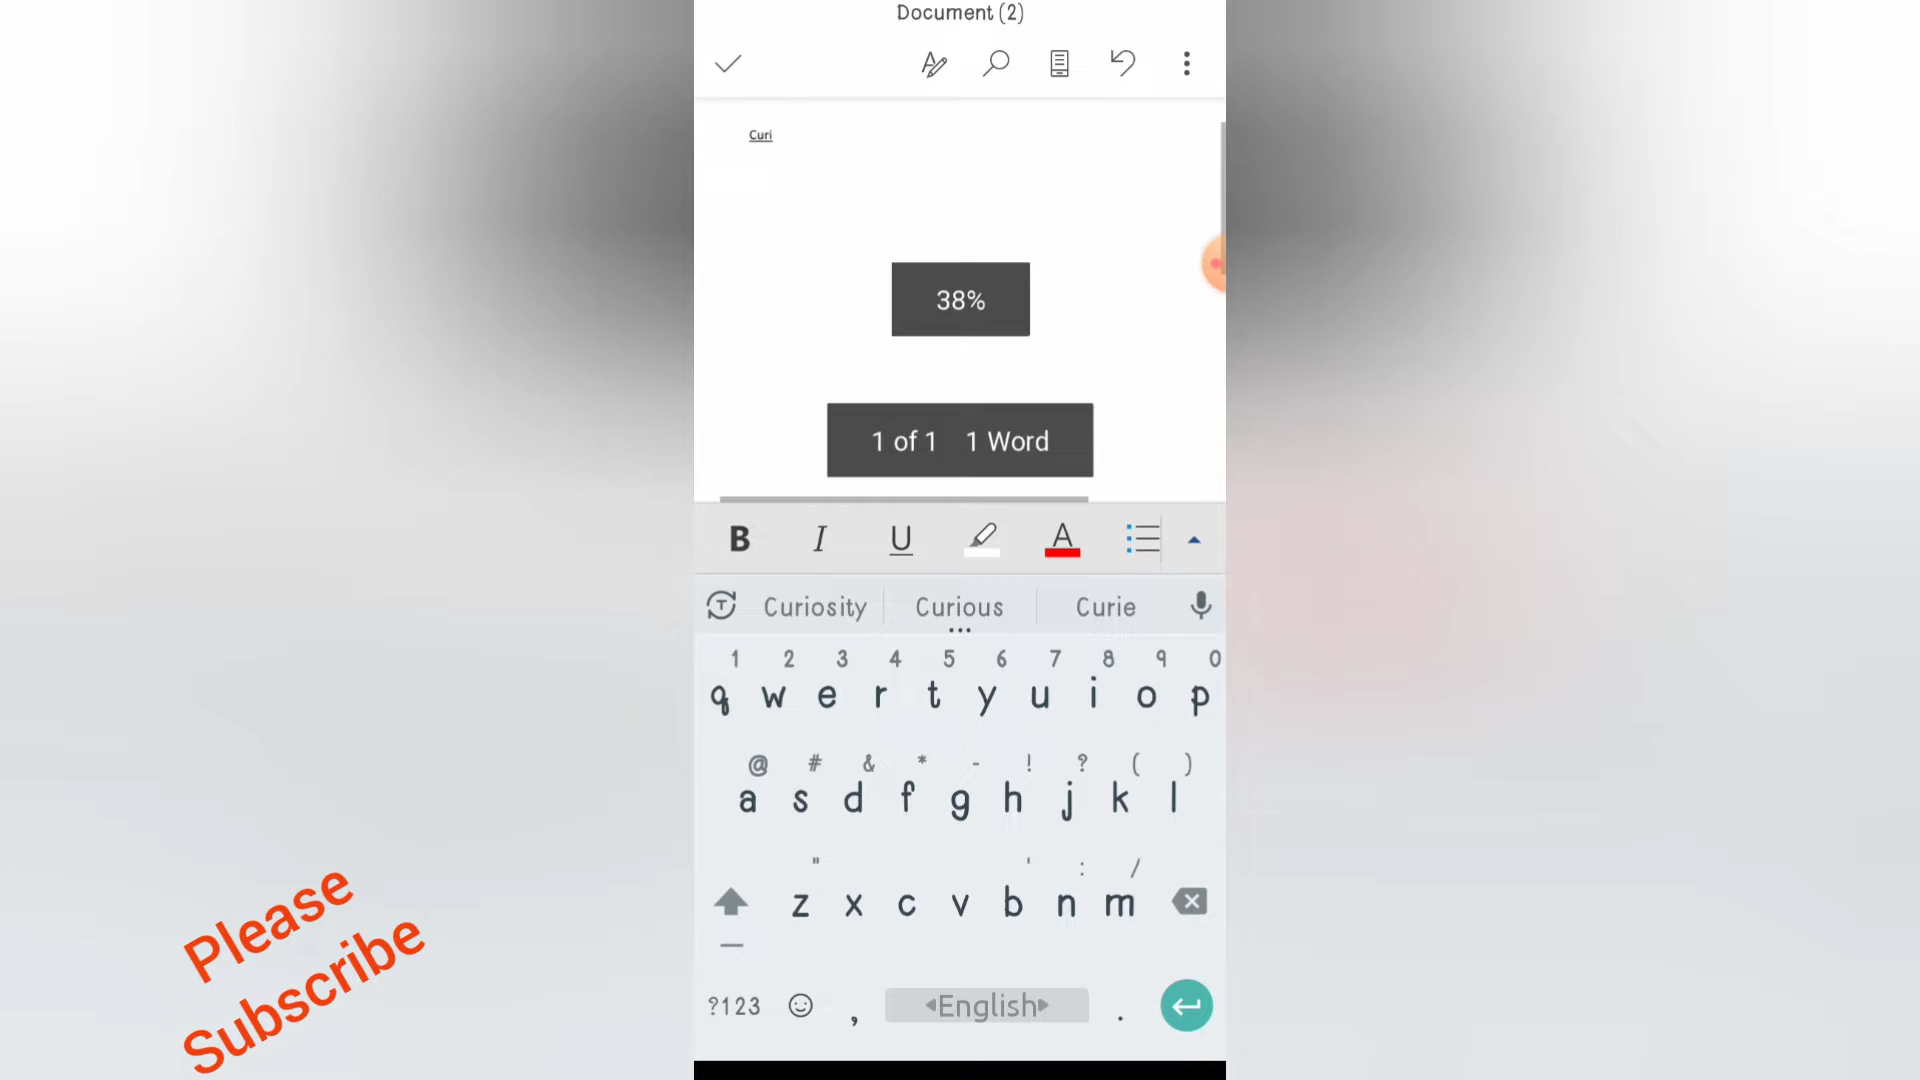 Document (2)
Curi
38%
1 of 1 1 Word
B I U A
T Curiosity Curious Curie
1 2 3 4 5 6 7 8 9 0
q w e r t y u i o p
@ # & * - ! ? ( )
a s d f g h j k l
" ' : /
z x c v b n m
?123 , English .
Please
Subscribe